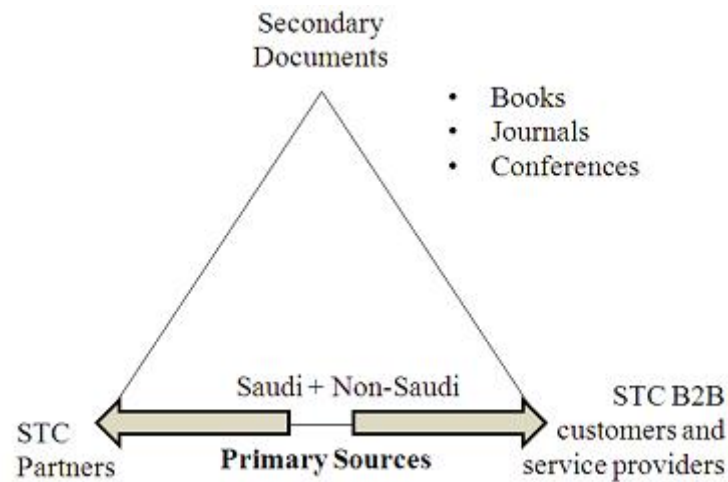 Secondary
Documents
• Books
• Journals
• Conferences
Saudi + Non-Saudi
STC
Partners
Primary Sources
STC B2B
customers and
service providers